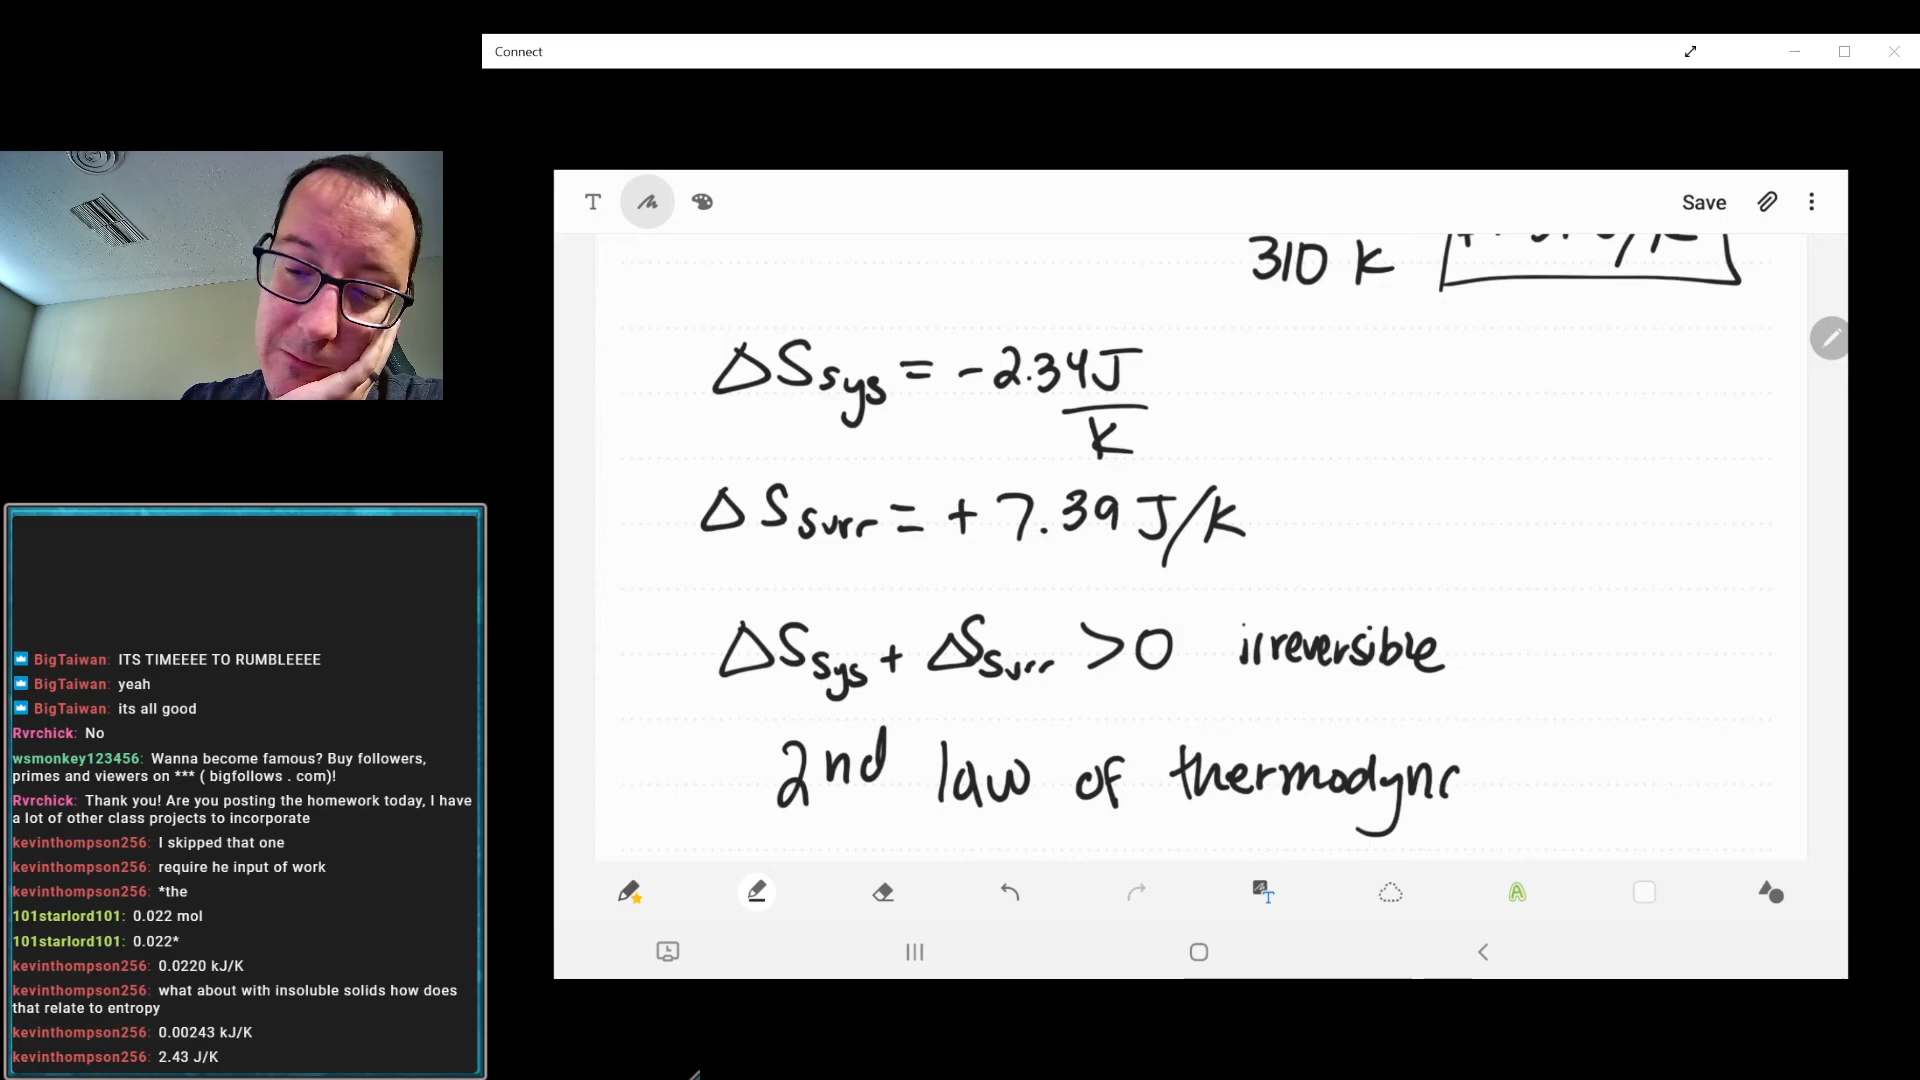 Connect
T
Save
310 K
ΔSsys = -2.34 J
K
ΔSsurr = + 7.39 J/K
ΔSsys + ΔSsurr > 0 irreversible
2nd law of thermodyna
BigTaiwan: ITS TIMEEEE TO RUMBLEEEE
BigTaiwan: yeah
BigTaiwan: its all good
Rvrchick: No
wsmonkey123456: Wanna become famous? Buy followers,
primes and viewers on *** ( bigfollows . com)!
Rvrchick: Thank you! Are you posting the homework today, I have
a lot of other class projects to incorporate
kevinthompson256: I skipped that one
kevinthompson256: require he input of work
kevinthompson256: *the
101starlord101: 0.022 mol
101starlord101: 0.022*
kevinthompson256: 0.0220 kJ/K
kevinthompson256: what about with insoluble solids how does
that relate to entropy
kevinthompson256: 0.00243 kJ/K
kevinthompson256: 2.43 J/K